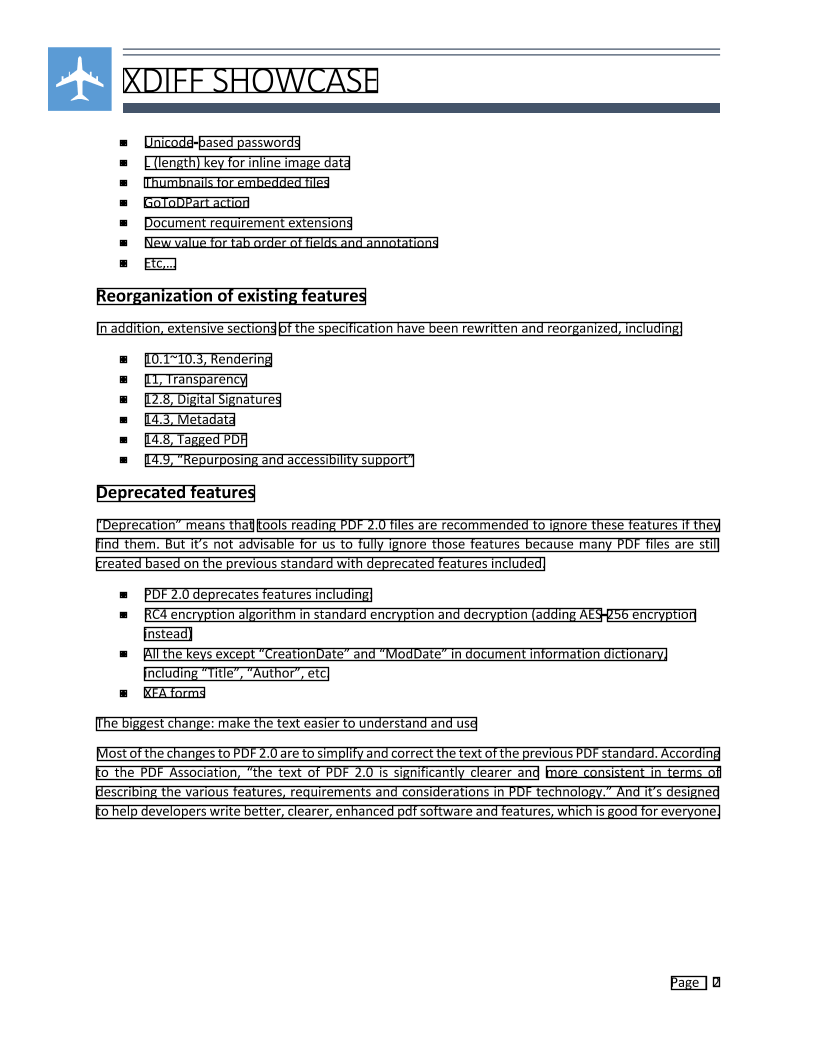 XDIFF SHOWCASE
Unicode-based passwords
L (length) key for inline image data
Thumbnails for embedded files
GoToDPart action
Document requirement extensions
New value for tab order of fields and annotations
Etc,…
Reorganization of existing features
In addition, extensive sections of the specification have been rewritten and reorganized, including:
10.1~10.3, Rendering
11, Transparency
12.8, Digital Signatures
14.3, Metadata
14.8, Tagged PDF
14.9, “Repurposing and accessibility support”
Deprecated features
“Deprecation” means that tools reading PDF 2.0 files are recommended to ignore these features if they
find them. But it’s not advisable for us to fully ignore those features because many PDF files are still
created based on the previous standard with deprecated features included.
PDF 2.0 deprecates features including:
RC4 encryption algorithm in standard encryption and decryption (adding AES-256 encryption
instead)
All the keys except “CreationDate” and “ModDate” in document information dictionary,
including “Title”, “Author”, etc.
XFA forms
The biggest change: make the text easier to understand and use
Most of the changes to PDF 2.0 are to simplify and correct the text of the previous PDF standard. According
to the PDF Association, “the text of PDF 2.0 is significantly clearer and more consistent in terms of
describing the various features, requirements and considerations in PDF technology.” And it’s designed
to help developers write better, clearer, enhanced pdf software and features, which is good for everyone.
Page | 2